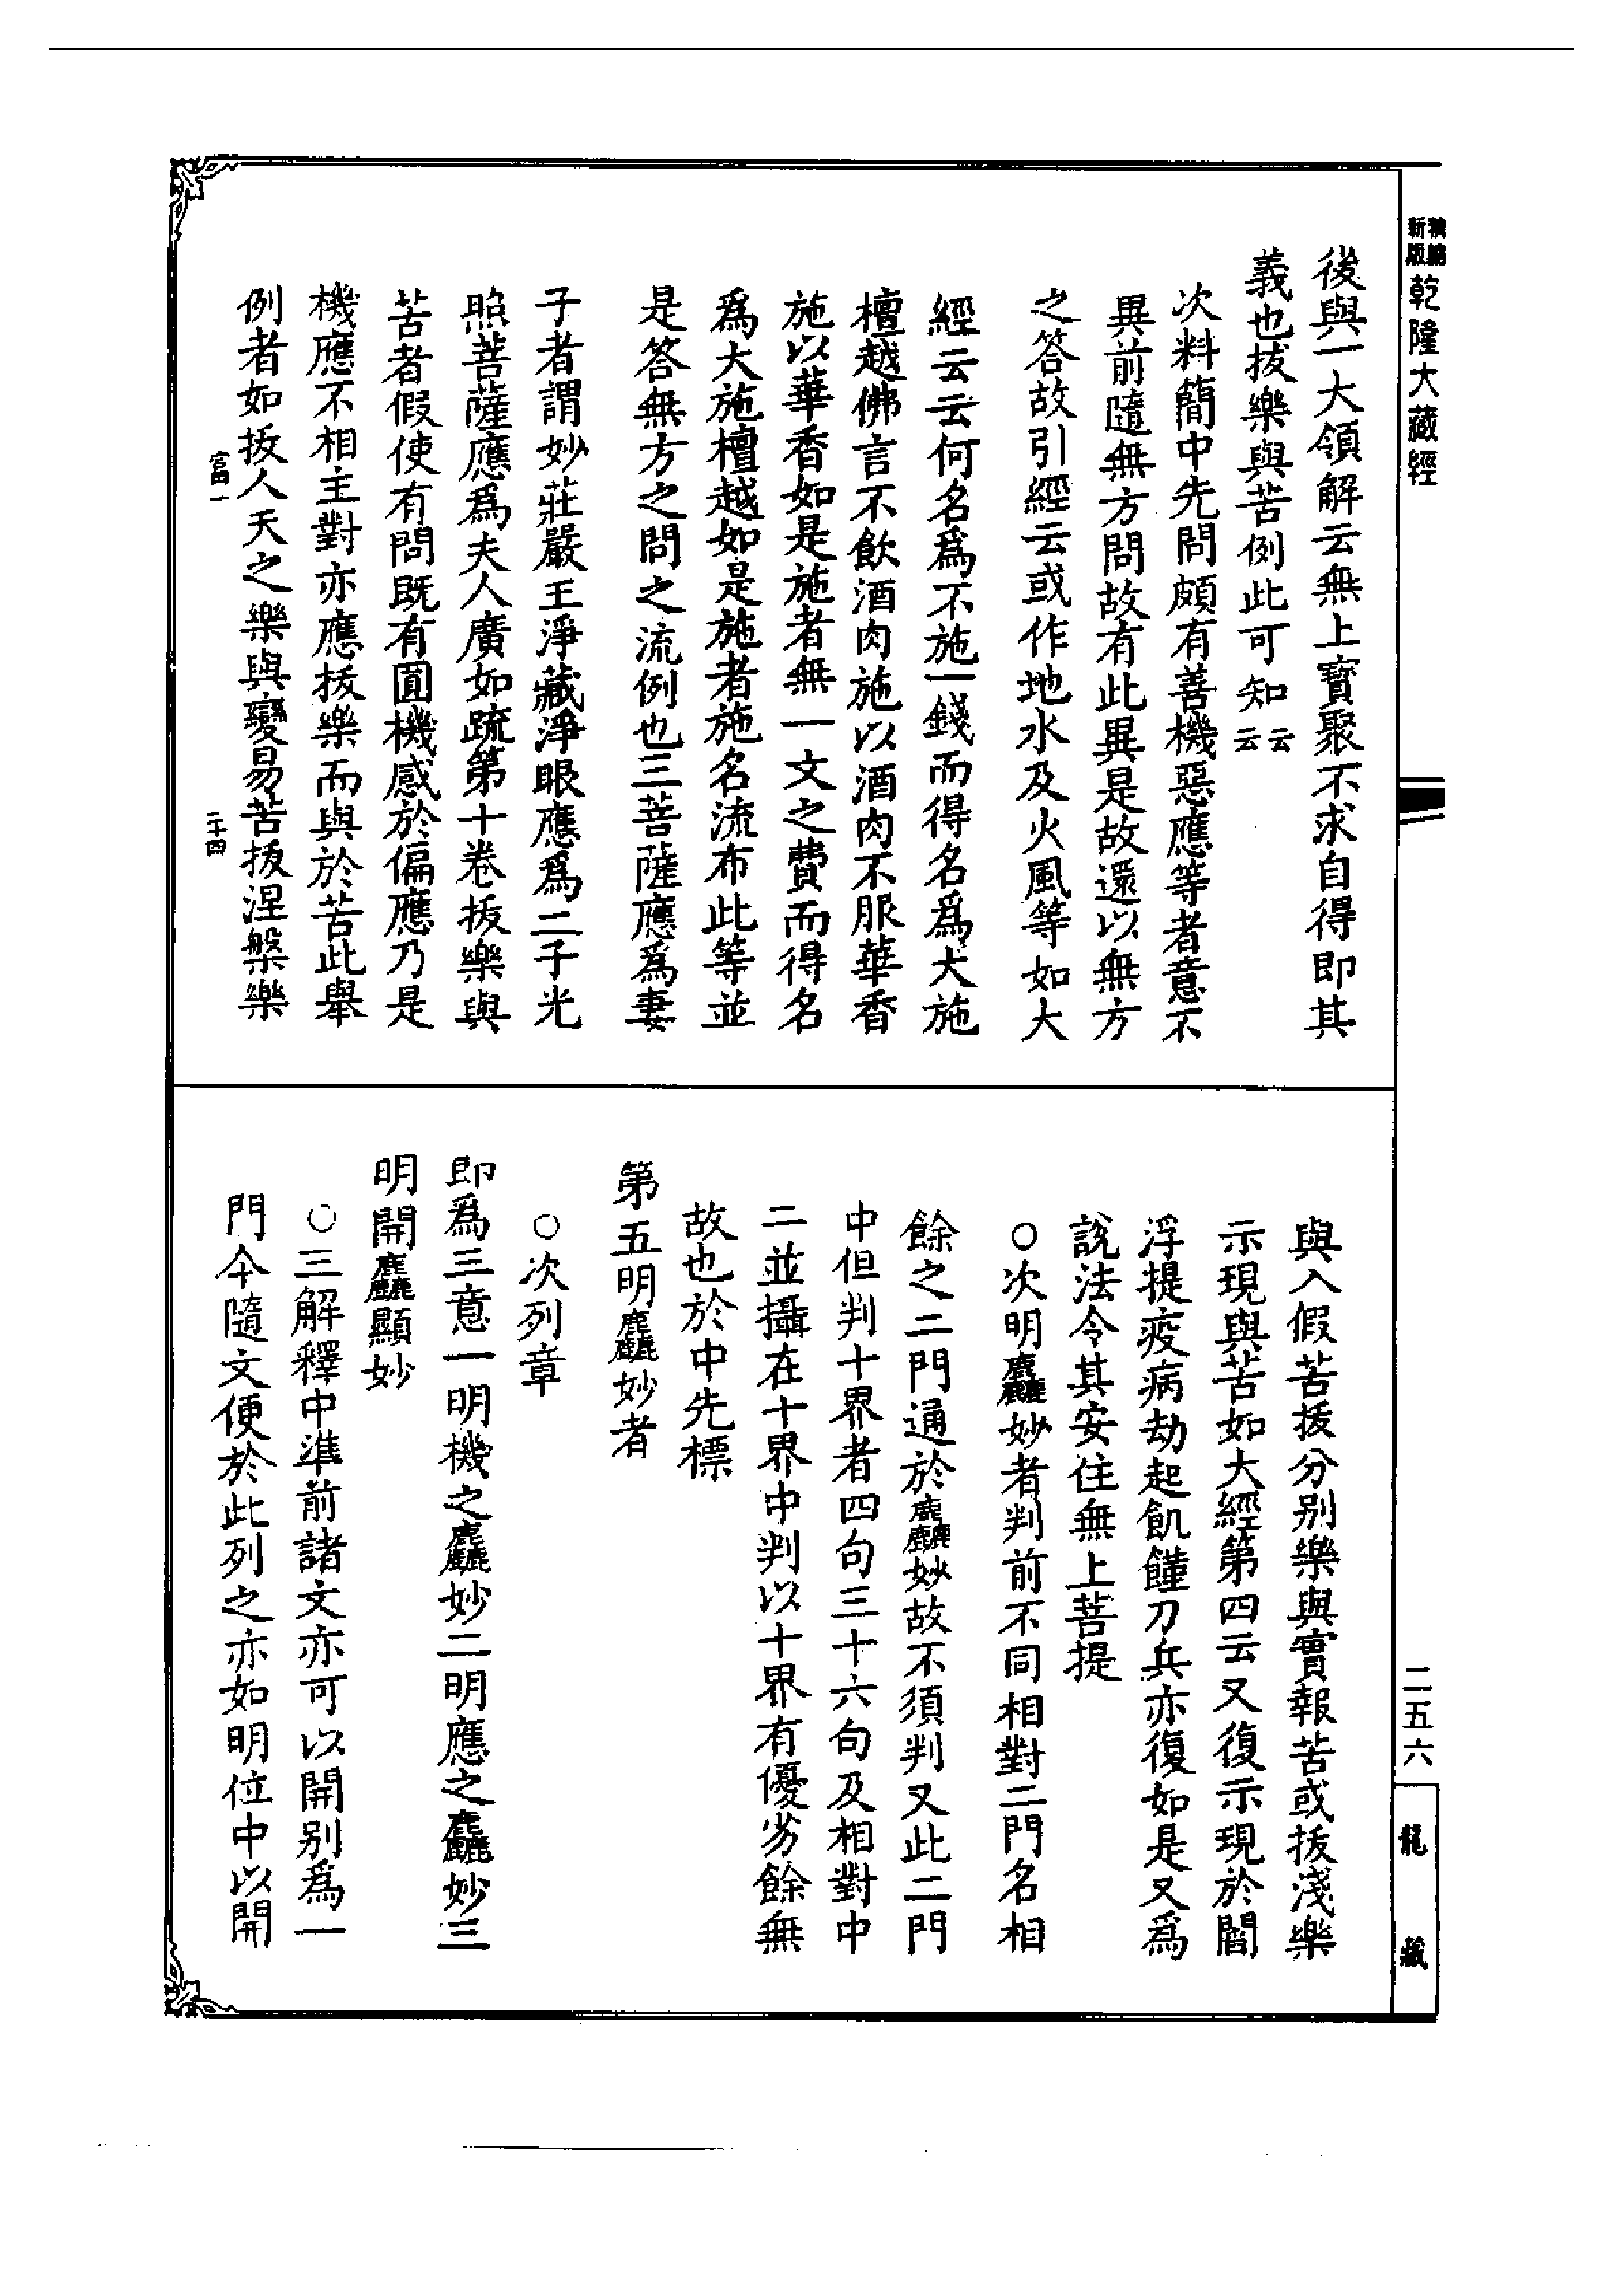 新版
精編
乾隆大藏經
後與一大領解云無上寳聚不求自得即其
義也拔樂與苦例此可知云云
次料簡中先問頗有善機惡應等者意不
異前隨無方問故有此異是故還以無方
之答故引經云或作地水及火風等如大
經云云何名爲不施一錢而得名爲大施
檀越佛言不飲酒肉施以酒肉不服華香
施以華香如是施者無一文之費而得名
爲大施檀越如是施者施名流布此等並
是答無方之問之流例也三菩薩應爲妻
子者謂妙莊嚴王淨藏淨眼應爲二子光
照菩薩應爲夫人廣如疏第十卷拔樂與
苦者假使有問既有圓機感於偏應乃是
機應不相主對亦應拔樂而與於苦此舉
例者如拔人天之樂與變易苦拔涅槃樂
富一
二十四
與入假苦拔分别樂與實報苦或拔淺樂
示現與苦如大經第四云又復示現於閻
浮提疫病劫起飢饉刀兵亦復如是又爲
說法令其安住無上菩提
○次明麤妙者判前不同相對二門名相
餘之二門通於麤妙故不須判又此二門
中但判十界者四句三十六句及相對中
二並攝在十界中判以十界有優劣餘無
故也於中先標
第五明麤妙者
○次列章
即爲三意一明機之麤妙二明應之麤妙三
明開麤顯妙
○三解釋中準前諸文亦可以開别爲一
門今隨文便於此列之亦如明位中以開
二五六
龍藏